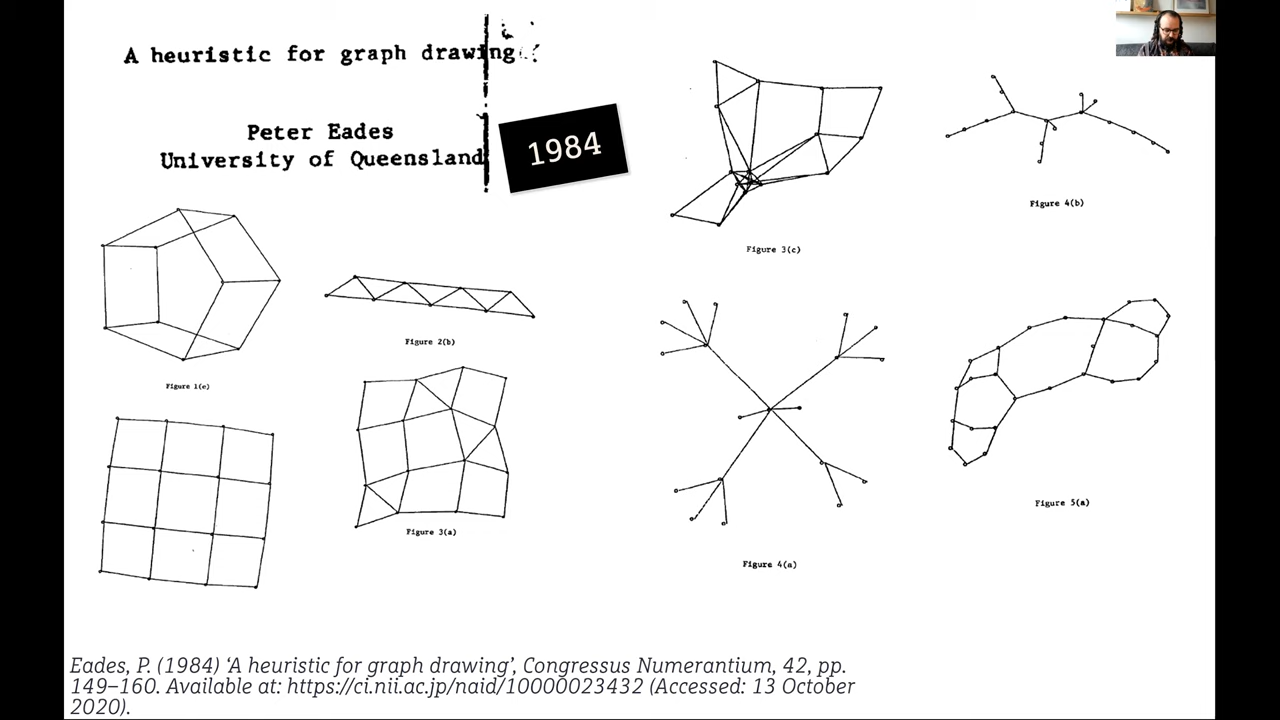 A heuristic for graph drawing
Peter Eades
University of Queensland
1984
Figure 1(e)
Figure 2(b)
Figure 3(a)
Figure 3(c)
Figure 4(b)
Figure 4(a)
Figure 5(a)
Eades, P. (1984) ‘A heuristic for graph drawing’, Congressus Numerantium, 42, pp.
149–160. Available at: https://ci.nii.ac.jp/naid/10000023432 (Accessed: 13 October
2020).